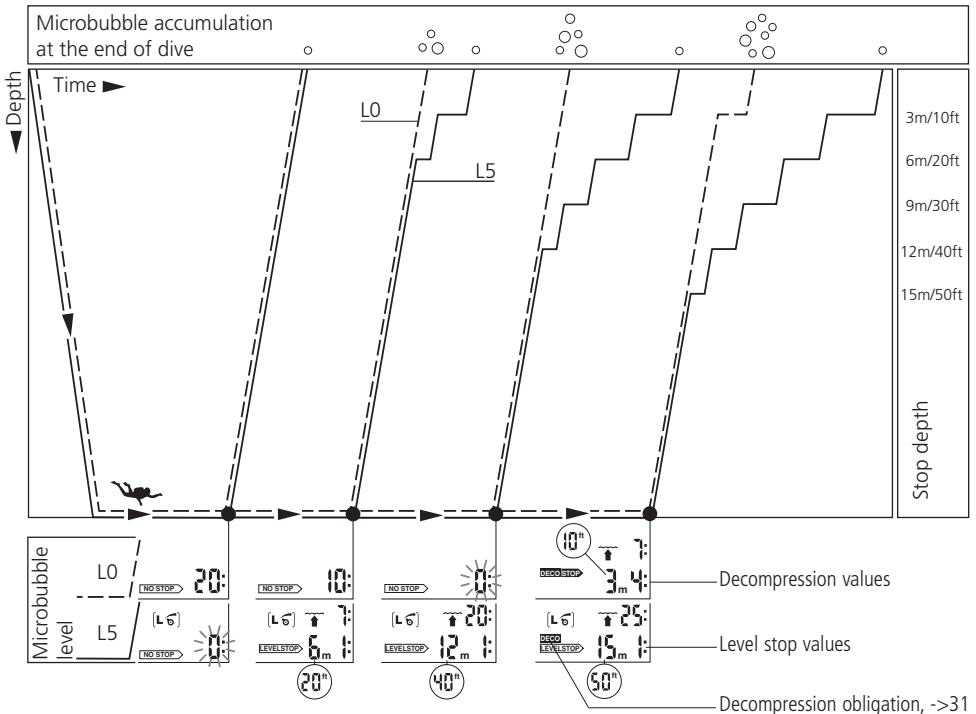 Microbubble accumulation
at the end of dive
Depth
Time
L0
L5
3m/10ft
6m/20ft
9m/30ft
12m/40ft
15m/50ft
Stop depth
Microbubble
level
L0
NO STOP 20:
NO STOP 10:
NO STOP 0:
10ft
7:
DECO STOP 3m 4:
Decompression values
L5
NO STOP 0:
7:
LEVELSTOP 6m 1:
20ft
20:
LEVELSTOP 12m 1:
40ft
25:
DECO
LEVELSTOP 15m 1:
50ft
Level stop values
Decompression obligation, ->31